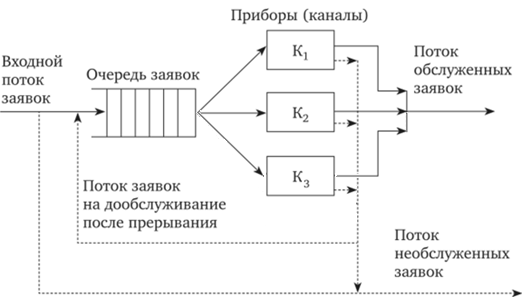 Приборы (каналы)
Входной
поток
заявок
Очередь заявок
К1
К2
К3
Поток
обслуженных
заявок
Поток заявок
на дообслуживание
после прерывания
Поток
необслуженных
заявок